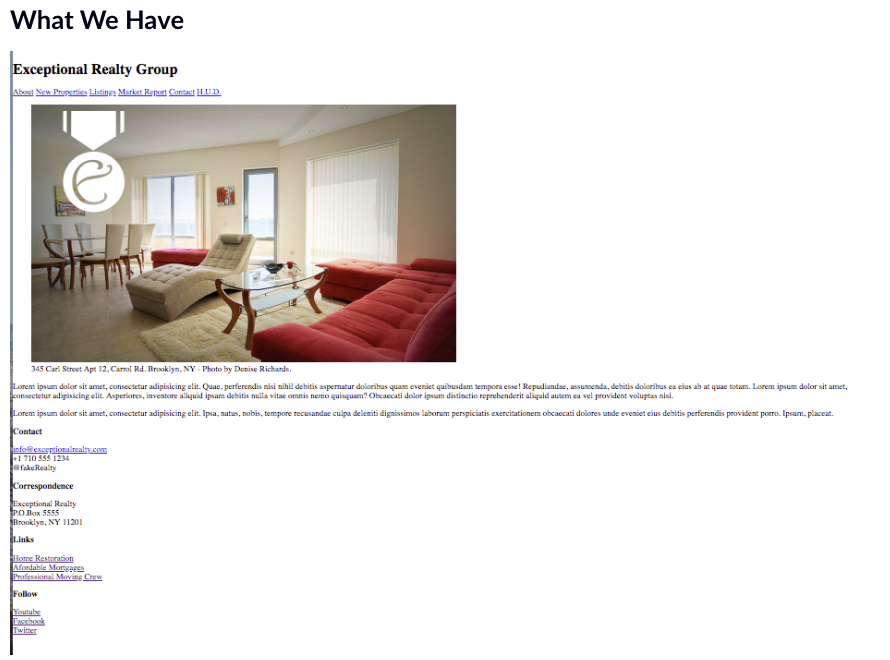 What We Have
Exceptional Realty Group
About New Properties Listings Market Report Contact H.U.D.
345 Carl Street Apt 12, Carrol Rd. Brooklyn, NY - Photo by Denise Richards.
Lorem ipsum dolor sit amet, consectetur adipisicing elit. Quae, perferendis nisi nihil debitis aspernatur doloribus quam eveniet quibusdam tempora esse! Repudiandae, assumenda, debitis doloribus ea eius ab at quae totam. Lorem ipsum dolor sit amet,
consectetur adipisicing elit. Asperiores, inventore aliquid ipsam debitis nulla vitae omnis nemo quisquam? Obcaecati dolor ipsum distinctio reprehenderit aliquid autem ea vel provident voluptas nisi.
Lorem ipsum dolor sit amet, consectetur adipisicing elit. Ipsa, natus, nobis, tempore recusandae culpa deleniti dignissimos laborum perspiciatis exercitationem obcaecati dolores unde eveniet eius debitis perferendis provident porro. Ipsum, placeat.
Contact
info@exceptionalrealty.com
+1 710 555 1234
@fakeRealty
Correspondence
Exceptional Realty
P.O.Box 5555
Brooklyn, NY 11201
Links
Home Restoration
Afordable Mortgages
Professional Moving Crew
Follow
Youtube
Facebook
Twitter